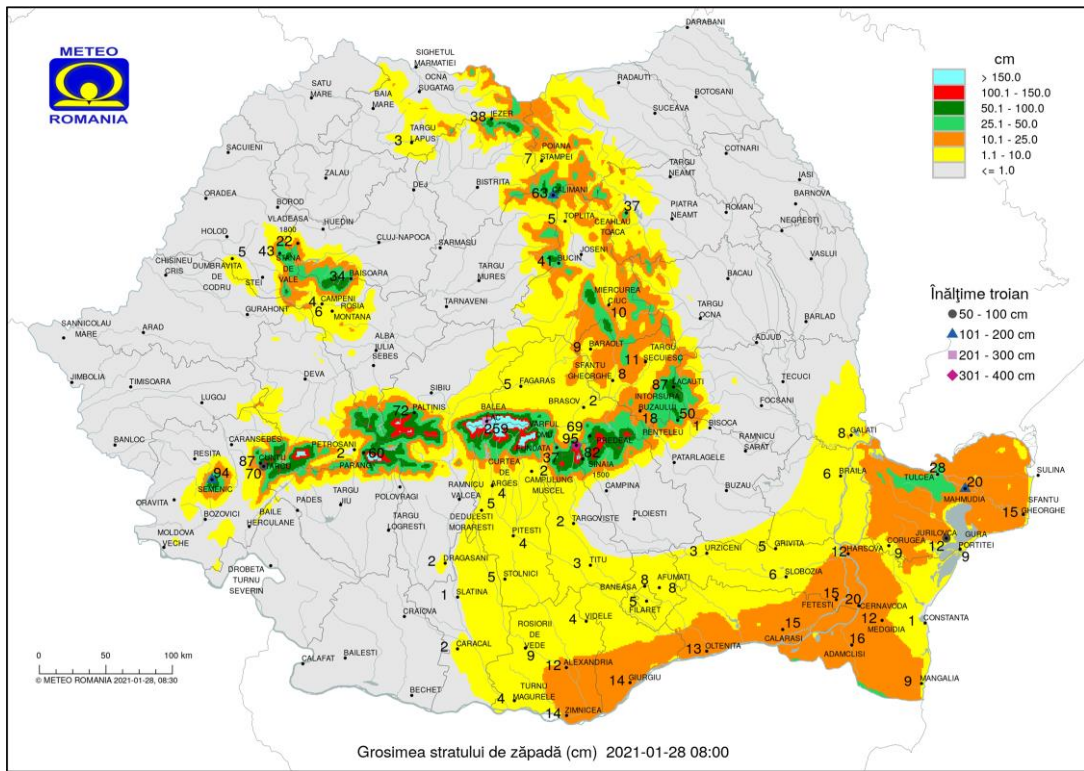 METEO
ROMANIA
cm
> 150.0
100.1 - 150.0
50.1 - 100.0
25.1 - 50.0
10.1 - 25.0
1.1 - 10.0
<= 1.0
Înălțime troian
50 - 100 cm
101 - 200 cm
201 - 300 cm
301 - 400 cm
DARABANI
SIGHETUL
MARMATIEI
OCNA
SUGATAG
RADAUTI
BOTOSANI
SATU
MARE
BAIA
MARE
38 IEZER
SUCEAVA
3
TARGU
LAPUS
POIANA
7 STAMPEI
COTNARI
SACUIENI
ZALAU
DEJ
BISTRITA
TARGU
NEAMT
IASI
BARNOVA
ORADEA
BOROD
63 CALIMANI
37
PIATRA
NEAMT
ROMAN
NEGRESTI
VLADEASA
1800
HUEDIN
5 TOPLITA
CEAHLAU
TOACA
HOLOD
22
CLUJ-NAPOCA
SARMASU
JOSENI
VASLUI
43
STANA
DE
VALE
5
DUMBRAVITA
DE
CODRU
STEI
CHISINEU
CRIS
34 BAISOARA
TARGU
MURES
41 BUCIN
BACAU
4 CAMPENI
6 ROSIA
MONTANA
GURAHONT
TARNAVENI
MIERCUREA
CIUC
10
TARGU
OCNA
BARLAD
SANNICOLAU
MARE
ARAD
ALBA
IULIA
SEBES
9 BARAOLT
TARGU
SECUIESC
11
ADJUD
JIMBOLIA
TIMISOARA
DEVA
SIBIU
5 FAGARAS
SFANTU
GHEORGHE 8
87 LACAUTI
TECUCI
LUGOJ
72 PALTINIS
BALEA
LAC
259
BRASOV 2
INTORSURA
BUZAULUI
18
50
PENTELEU
1 BISOCA
FOCSANI
BANLOC
CARANSEBES
PETROSANI
2
PARANG
60
VARFUL
OMU
69
95
PREDEAL
82
SINAIA
1500
FUNDATA
37
RAMNICU
SARAT
8 GALATI
RESITA
87 CUNTU
70 TARCU
94
SEMENIC
CURTEA
DE
ARGES
4
2
CAMPULUNG
MUSCEL
PATARLAGELE
6 BRAILA
28
TULCEA
20
MAHMUDIA
SULINA
ORAVITA
BOZOVICI
BAILE
HERCULANE
PADES
TARGU
JIU
POLOVRAGI
RAMNICU
VALCEA
CAMPINA
BUZAU
15
SFANTU
GHEORGHE
MOLDOVA
VECHE
TARGU
LOGRESTI
5
DEDULESTI
MORARESTI
PITESTI
4
2 TARGOVISTE
PLOIESTI
JURILOVCA
12
GURA
PORTITEI
9
DROBETA
TURNU
SEVERIN
2 DRAGASANI
5 STOLNICI
3 TITU
3 URZICENI
5 GRIVITA
12 HARSOVA
CORUGEA
9
1 SLATINA
BANEASA
8
AFUMATI
8
5
FILARET
6 SLOBOZIA
15
FETESTI
20
CERNAVODA
CRAIOVA
ROSIORII
DE
VEDE
9
4 VIDELE
15
CALARASI
12
MEDGIDIA
1 CONSTANTA
2 CARACAL
13 OLTENITA
16
ADAMCLISI
CALAFAT
BAILESTI
12 ALEXANDRIA
14 GIURGIU
9 MANGALIA
BECHET
4
TURNU
MAGURELE
14 ZIMNICEA
0 50 100 km
© METEO ROMANIA 2021-01-28, 08:30
Grosimea stratului de zăpadă (cm) 2021-01-28 08:00